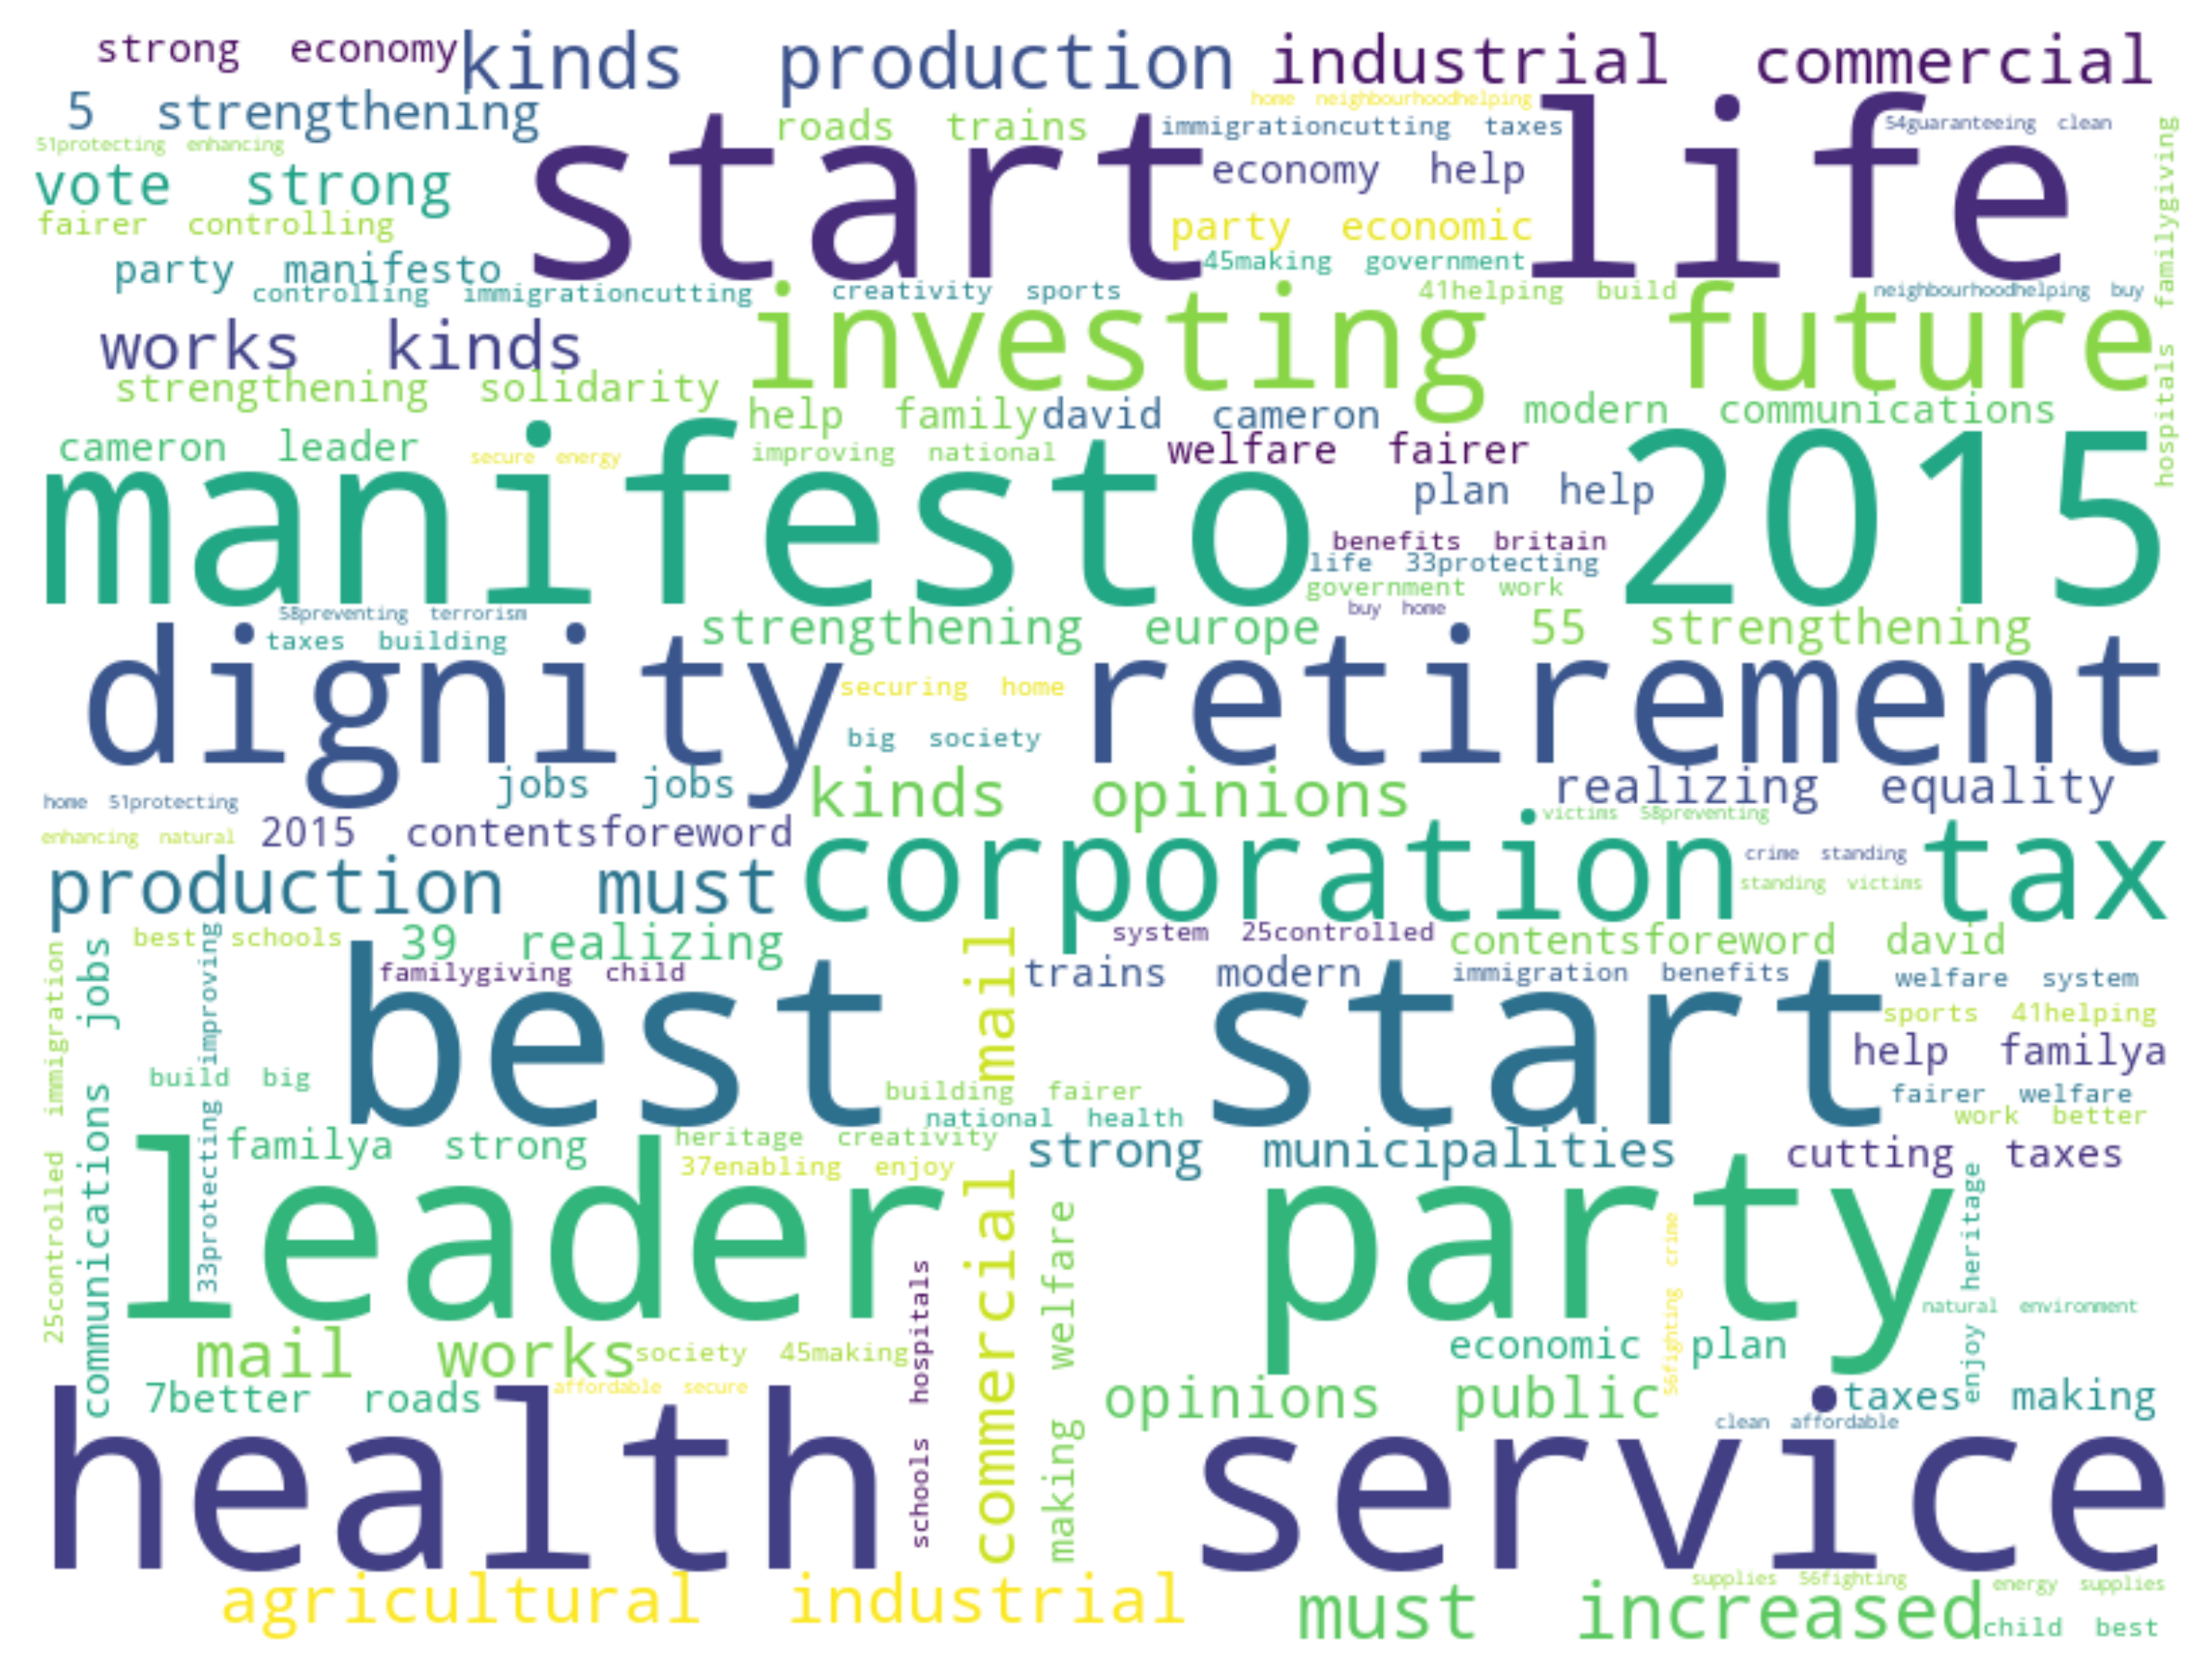 strong economy
kinds production
industrial commercial
5 strengthening
home neighbourhoodhelping
start life
roads trains
immigrationcutting taxes
54guaranteeing clean
51protecting enhancing
economy help
vote strong
hospitals familygiving
fairer controlling
party economic
party manifesto
45making government
controlling immigrationcutting
creativity sports
41helping build
neighbourhoodhelping buy
investing future
works kinds
strengthening solidarity
help family
david cameron
modern communications
cameron leader
secure energy
improving national
welfare fairer
manifesto 2015
plan help
benefits britain
life 33protecting
government work
58preventing terrorism
buy home
taxes building
strengthening europe
55 strengthening
dignity retirement
securing home
big society
jobs jobs
kinds opinions
realizing equality
home 51protecting
enhancing natural
2015 contentsforeword
victims 58preventing
corporation tax
production must
crime standing
standing victims
best schools
39 realizing
system 25controlled
contentsforeword david
familygiving child
trains modern
immigration benefits
welfare system
best start
sports 41helping
help familya
build big
building fairer
fairer welfare
national health
work better
25controlled immigration
communications jobs
33protecting improving
commercial mail
familya strong
heritage creativity
37enabling enjoy
strong municipalities
cutting taxes
leader party
making welfare
56fighting crime
enjoy heritage
natural environment
schools hospitals
mail works
society 45making
economic plan
7better roads
affordable secure
opinions public
taxes making
clean affordable
health service
agricultural industrial
must increased
supplies 56fighting
energy supplies
child best